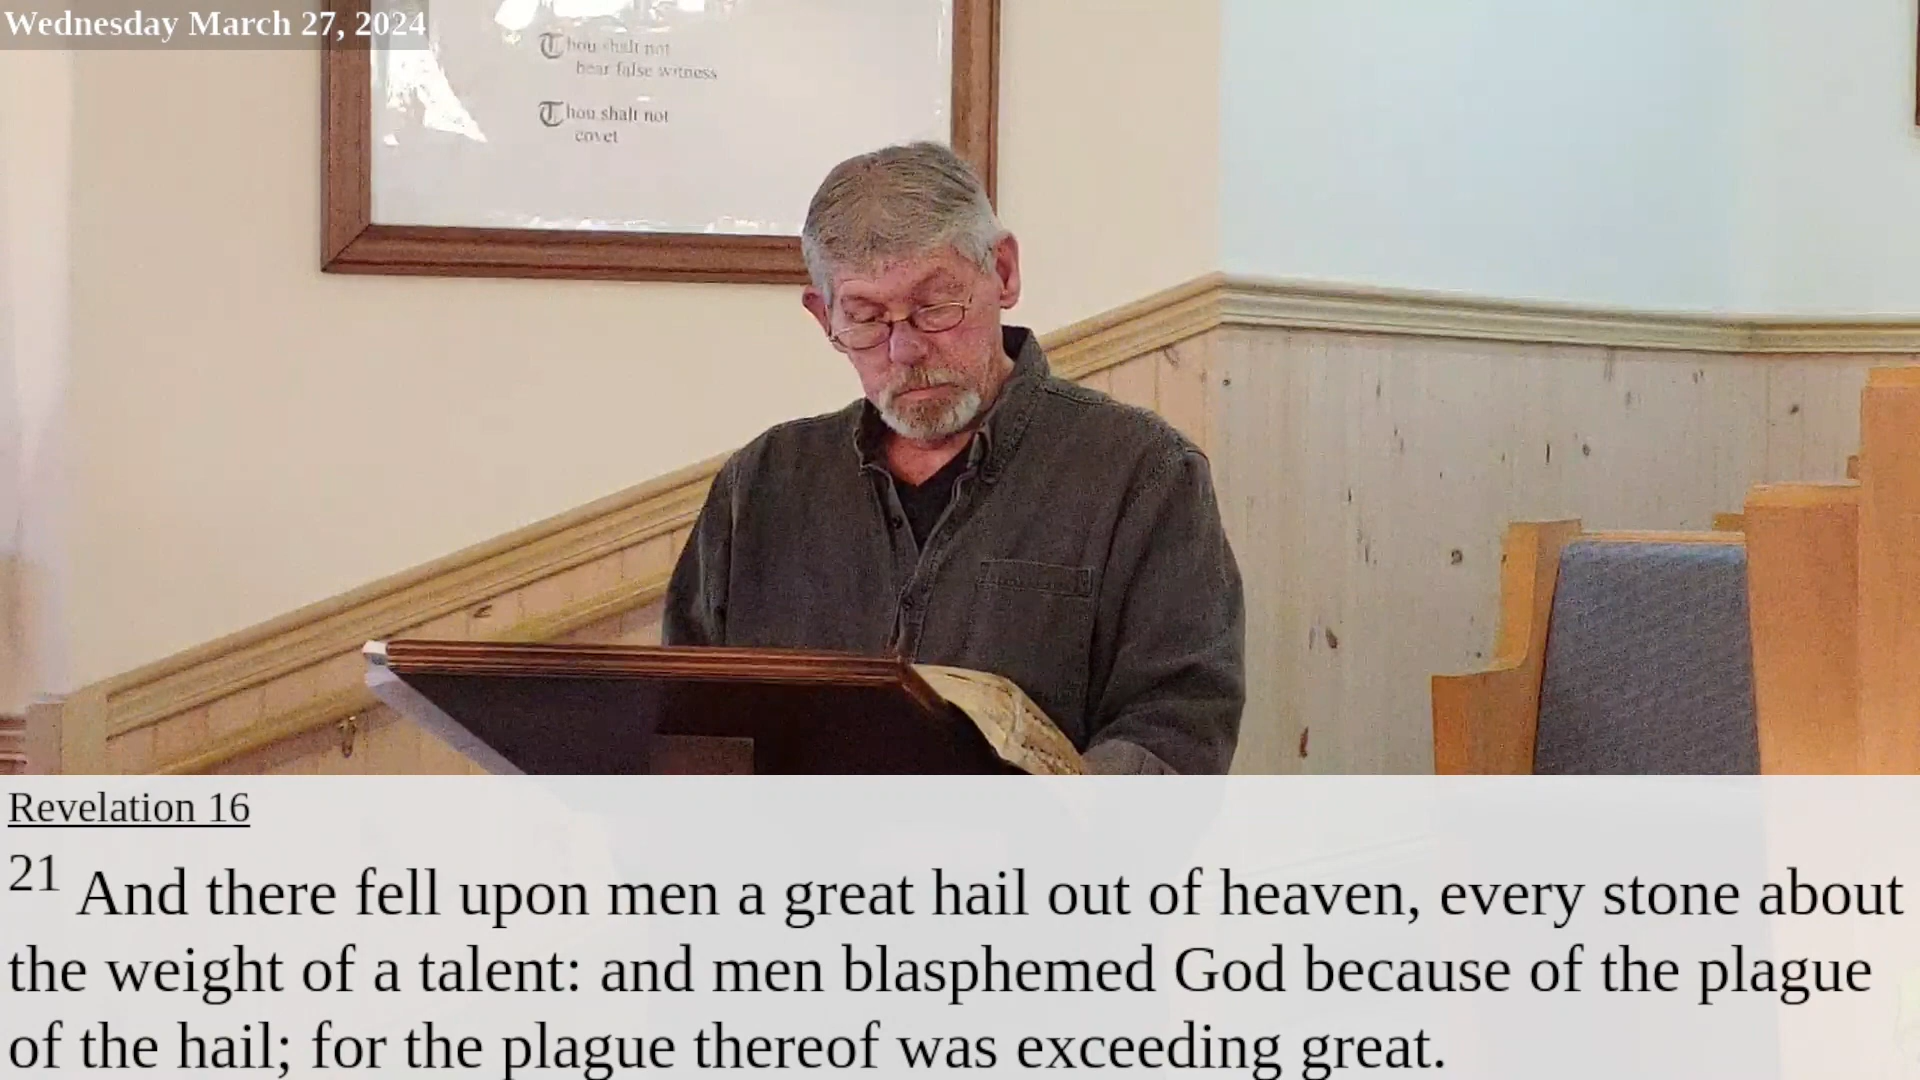 Wednesday March 27, 2024
Thou shalt not
bear false witness
Thou shalt not
covet
Revelation 16
21 And there fell upon men a great hail out of heaven, every stone about
the weight of a talent: and men blasphemed God because of the plague
of the hail; for the plague thereof was exceeding great.